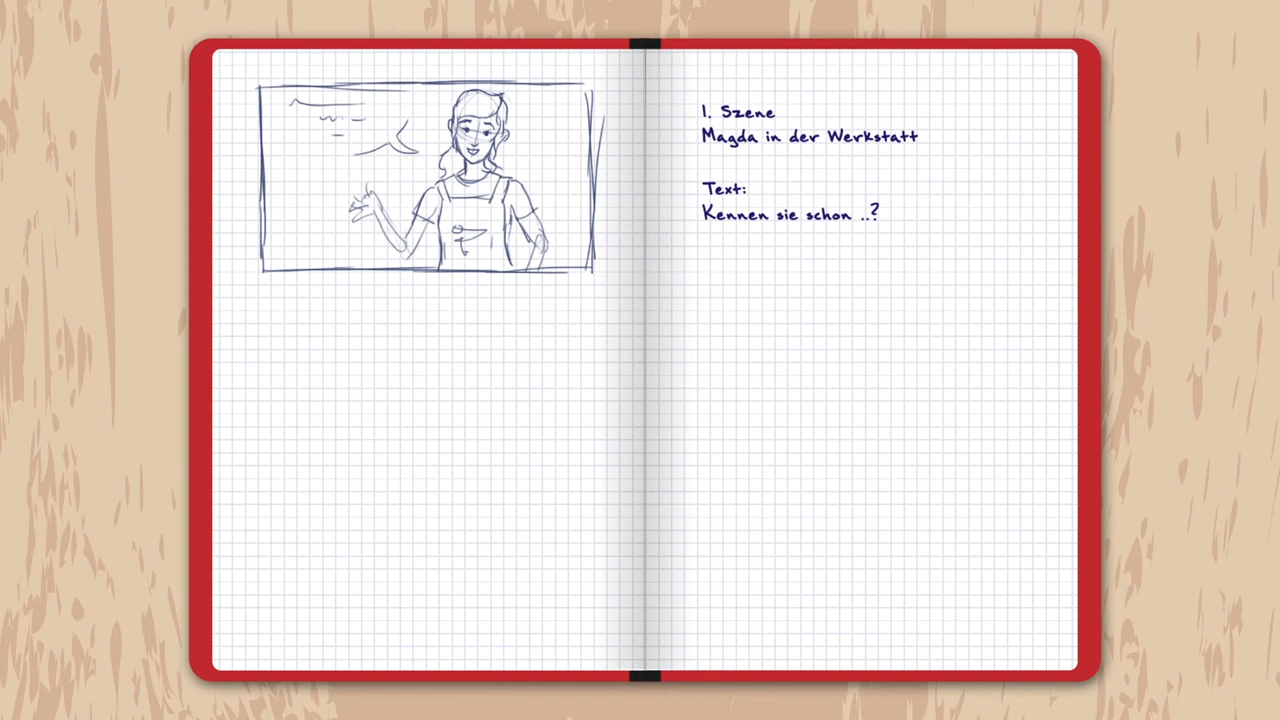 1. Szene
Magda in der Werkstatt
Text:
Kennen sie schon ..?